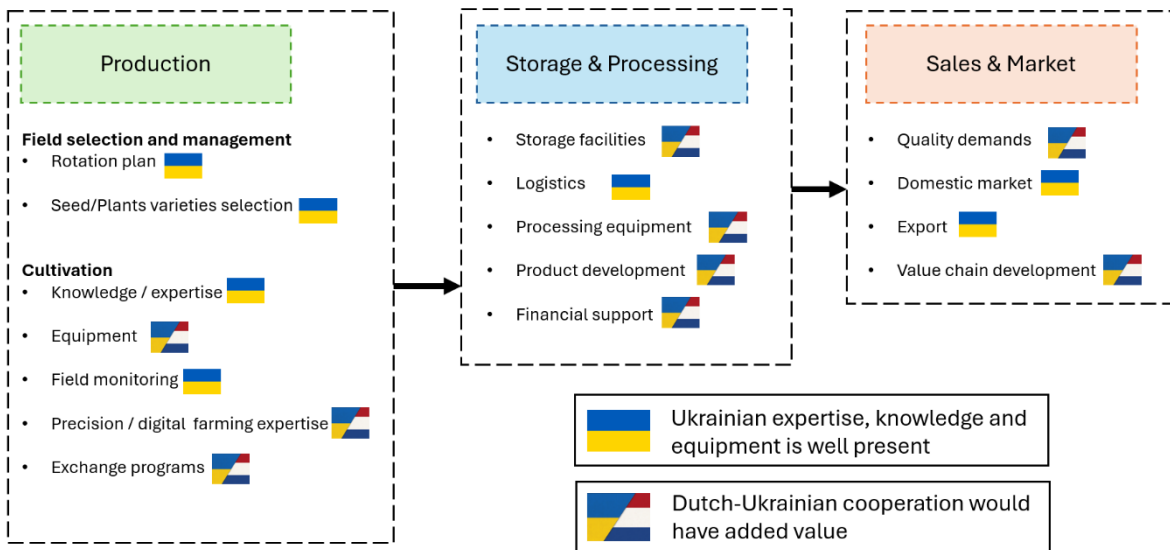 Production
Field selection and management
• Rotation plan
• Seed/Plants varieties selection
Cultivation
• Knowledge / expertise
• Equipment
• Field monitoring
• Precision / digital farming expertise
• Exchange programs
Storage & Processing
• Storage facilities
• Logistics
• Processing equipment
• Product development
• Financial support
Sales & Market
• Quality demands
• Domestic market
• Export
• Value chain development
Ukrainian expertise, knowledge and
equipment is well present
Dutch-Ukrainian cooperation would
have added value